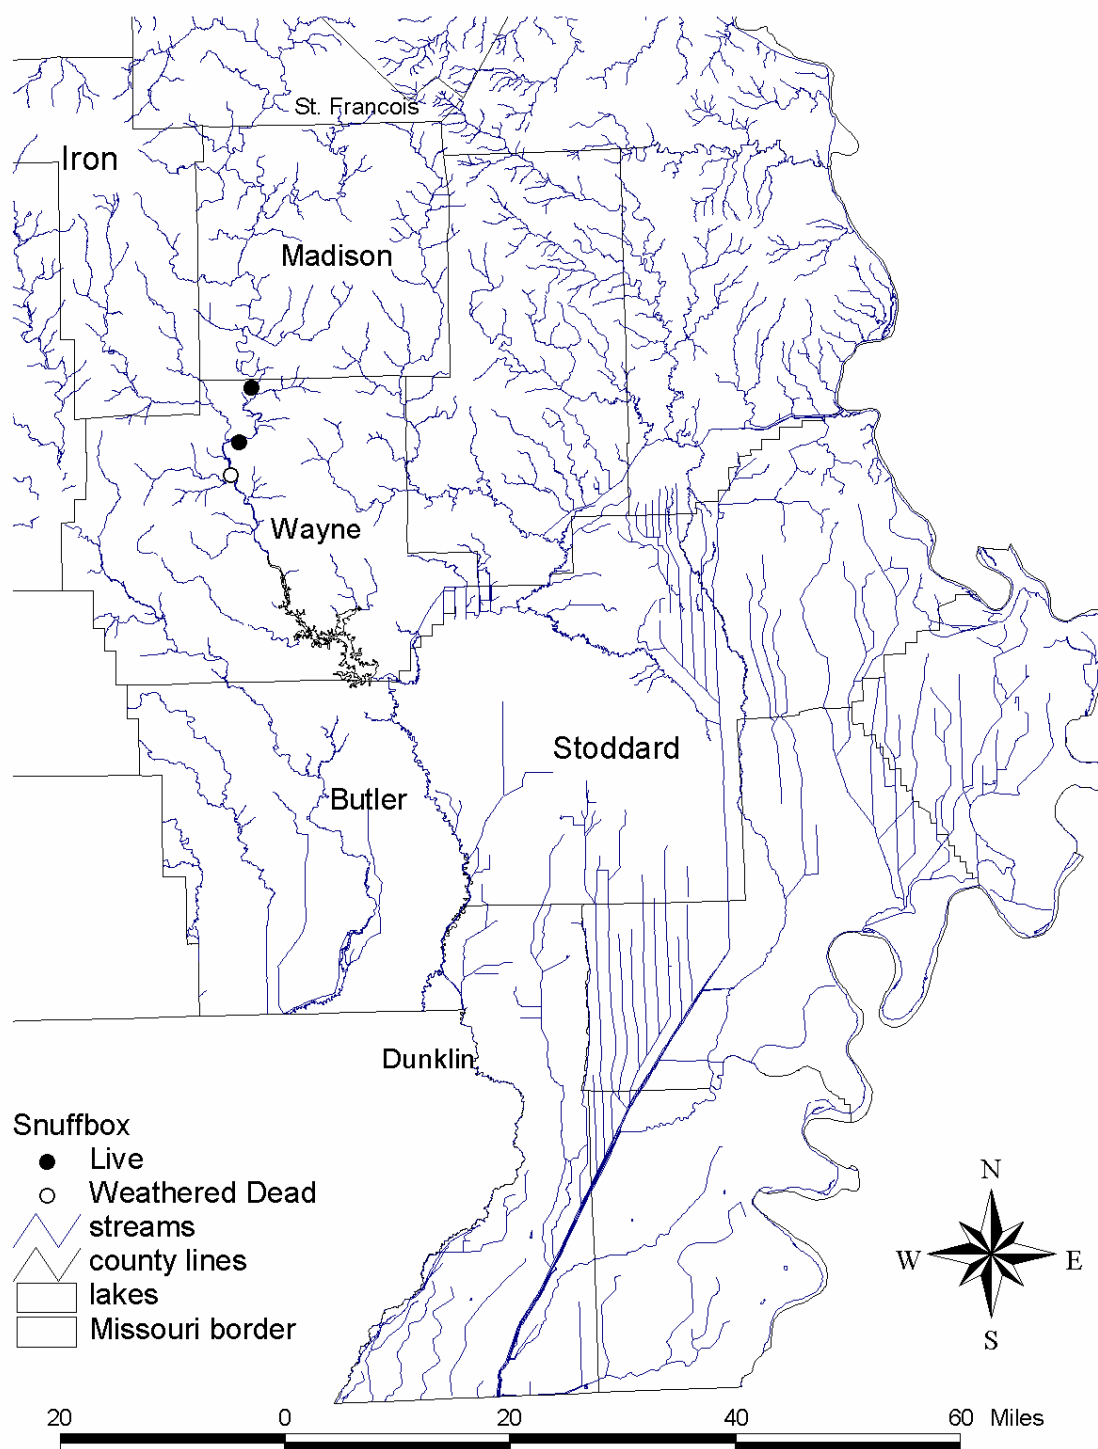 St. Francois
Iron
Madison
Wayne
Stoddard
Butler
Dunklin
Snuffbox
Live
Weathered Dead
streams
county lines
lakes
Missouri border
N
W E
S
20 0 20 40 60 Miles